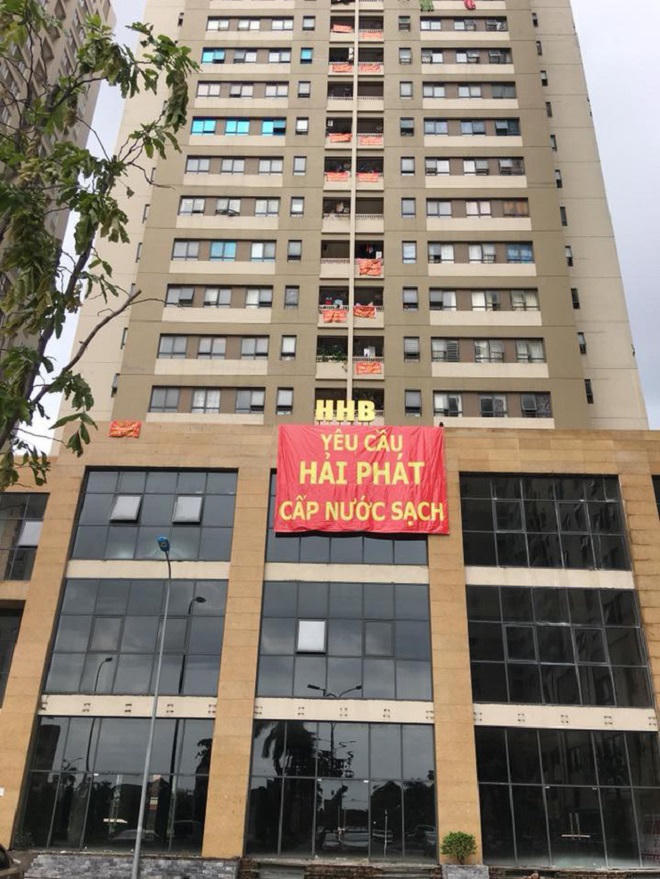 HHB
YÊU CẦU
HẢI PHÁT
CẤP NƯỚC SẠCH